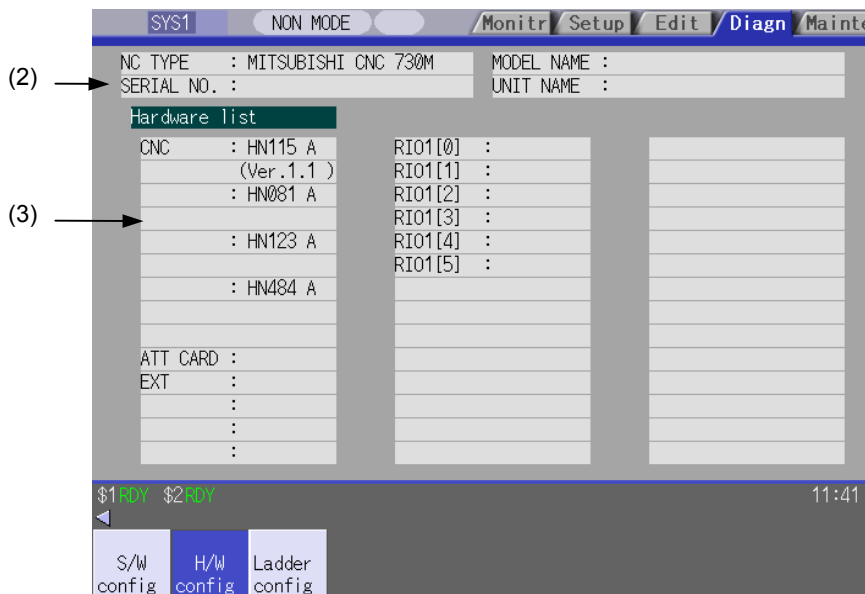 SYS1 NON MODE Monitr Setup Edit Diagn Mainte
NC TYPE : MITSUBISHI CNC 730M MODEL NAME :
(2) SERIAL NO. : UNIT NAME :
Hardware list
CNC : HN115 A RIO1[0] :
(Ver.1.1 ) RIO1[1] :
: HN081 A RIO1[2] :
(3) RIO1[3] :
: HN123 A RIO1[4] :
RIO1[5] :
: HN484 A
ATT CARD :
EXT :
:
:
:
$1RDY $2RDY 11:41
S/W H/W Ladder
config config config